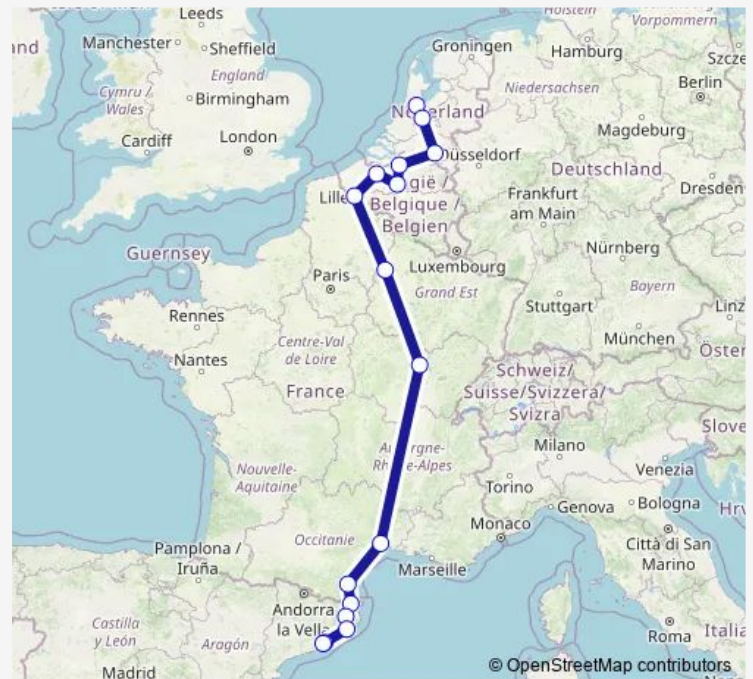 Holstein
Vorpommern
Leeds
Groningen
Hamburg
Manchester
Sheffield
Niedersachsen
Berlin
England
Cymru /
Wales
Birmingham
Magdeburg
Cardiff
London
Düsseldorf
Deutschland
Lille
Belgique /
Belgien
Frankfurt
am Main
Dresden
Guernsey
Luxembourg
Nürnberg
Paris
Grand Est
Bayern
Rennes
Stuttgart
Linz
Centre-Val
de Loire
München
Nantes
Schweiz/
Suisse/Svizzera/
Svizra
France
Milano
Venezia
Nouvelle-
Aquitaine
Torino
Genova
Bologna
Monaco
Occitanie
Pamplona /
Iruña
Marseille
Città di San
Marino
Andorra
la Vella
Castilla
y León
Aragón
Roma
Madrid
© OpenStreetMap contributors